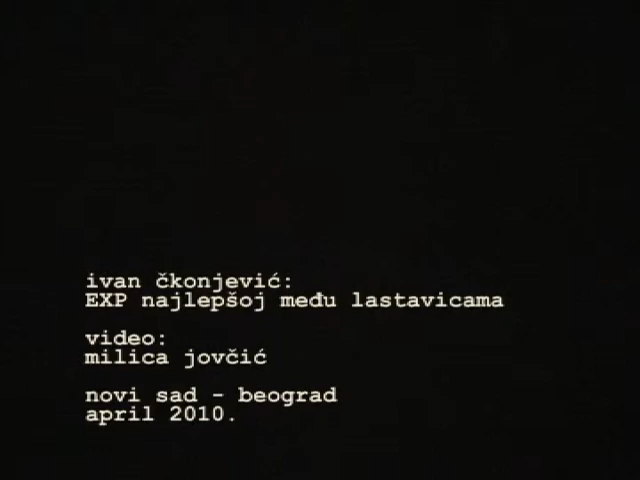 ivan čkonjević:
EXP najlepšoj među lastavicama
video:
milica jovčić
novi sad - beograd
april 2010.